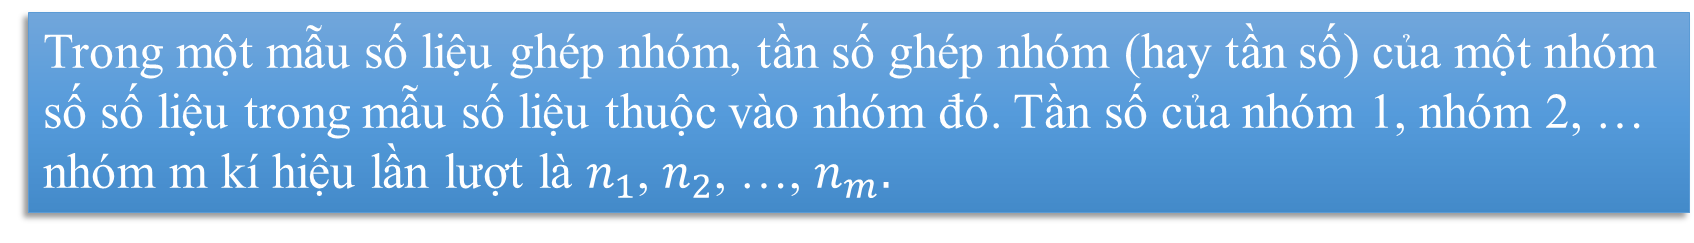 Trong một mẫu số liệu ghép nhóm, tần số ghép nhóm (hay tần số) của một nhóm
số số liệu trong mẫu số liệu thuộc vào nhóm đó. Tần số của nhóm 1, nhóm 2, …
nhóm m kí hiệu lần lượt là n₁, n₂, …, nₘ.